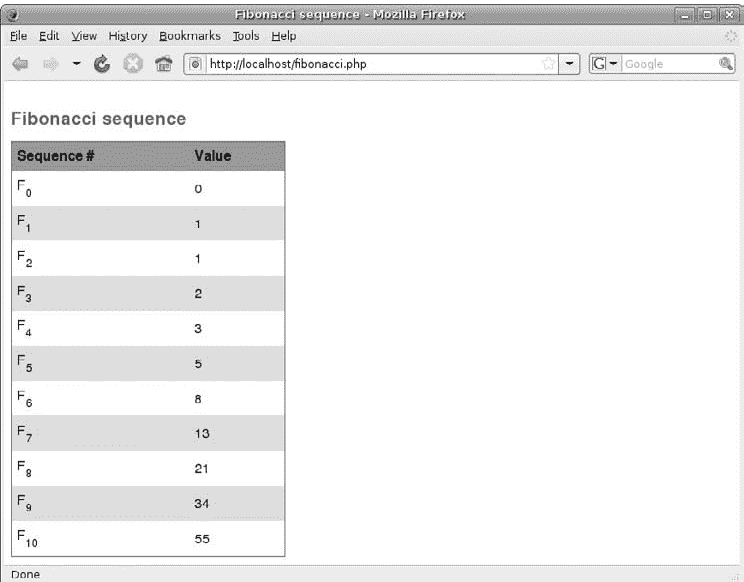 Fibonacci sequence - Mozilla Firefox
File Edit View History Bookmarks Tools Help
http://localhost/fibonacci.php G Google
Fibonacci sequence
Sequence # Value
F0 0
F1 1
F2 1
F3 2
F4 3
F5 5
F6 8
F7 13
F8 21
F9 34
F10 55
Done